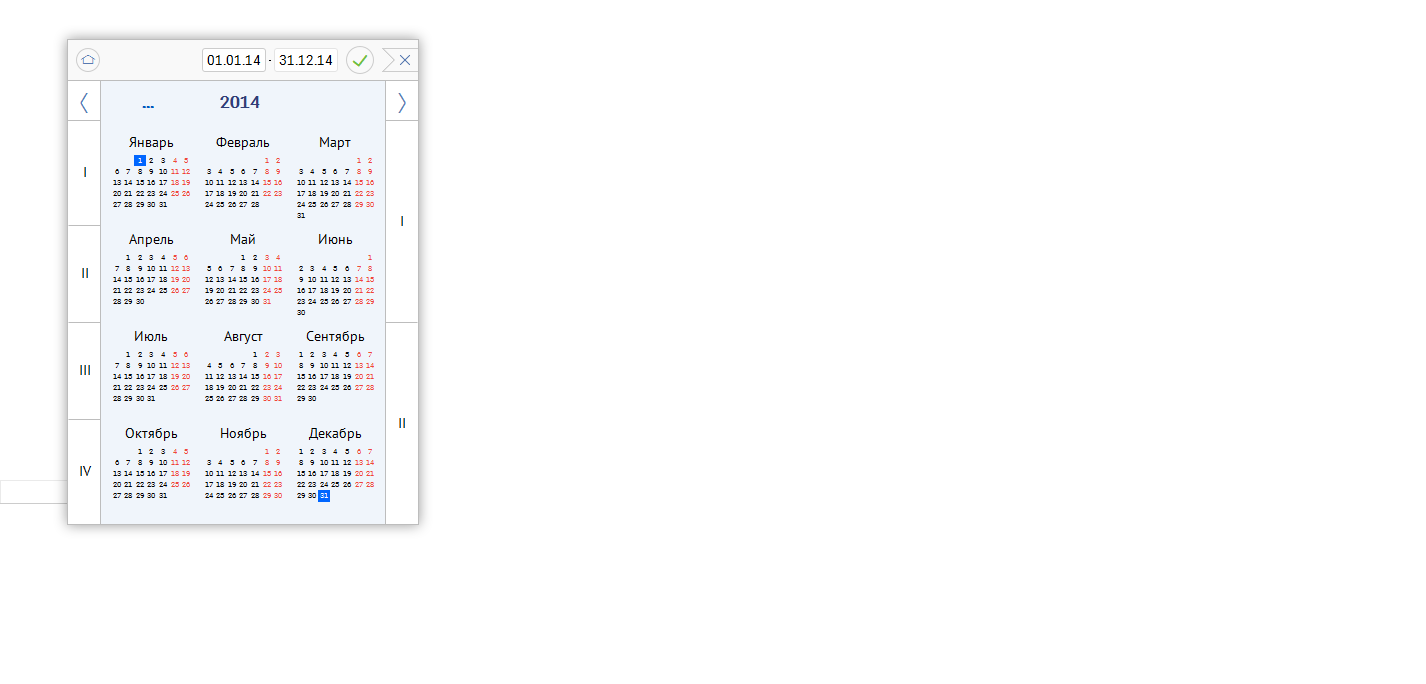 01.01.14 - 31.12.14
... 2014
Январь Февраль Март
1 2 3 4 5 1 2 1 2
6 7 8 9 10 11 12 3 4 5 6 7 8 9 3 4 5 6 7 8 9
I
13 14 15 16 17 18 19 10 11 12 13 14 15 16 10 11 12 13 14 15 16
20 21 22 23 24 25 26 17 18 19 20 21 22 23 17 18 19 20 21 22 23
27 28 29 30 31 24 25 26 27 28 24 25 26 27 28 29 30
31
I
Апрель Май Июнь
1 2 3 4 5 6 1 2 3 4 1
7 8 9 10 11 12 13 5 6 7 8 9 10 11 2 3 4 5 6 7 8
II
14 15 16 17 18 19 20 12 13 14 15 16 17 18 9 10 11 12 13 14 15
21 22 23 24 25 26 27 19 20 21 22 23 24 25 16 17 18 19 20 21 22
28 29 30 26 27 28 29 30 31 23 24 25 26 27 28 29
30
Июль Август Сентябрь
1 2 3 4 5 6 1 2 3 1 2 3 4 5 6 7
7 8 9 10 11 12 13 4 5 6 7 8 9 10 8 9 10 11 12 13 14
III
14 15 16 17 18 19 20 11 12 13 14 15 16 17 15 16 17 18 19 20 21
21 22 23 24 25 26 27 18 19 20 21 22 23 24 22 23 24 25 26 27 28
28 29 30 31 25 26 27 28 29 30 31 29 30
II
Октябрь Ноябрь Декабрь
1 2 3 4 5 1 2 1 2 3 4 5 6 7
6 7 8 9 10 11 12 3 4 5 6 7 8 9 8 9 10 11 12 13 14
IV
13 14 15 16 17 18 19 10 11 12 13 14 15 16 15 16 17 18 19 20 21
20 21 22 23 24 25 26 17 18 19 20 21 22 23 22 23 24 25 26 27 28
27 28 29 30 31 24 25 26 27 28 29 30 29 30 31